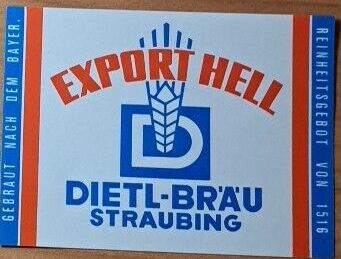 GEBRAUT NACH DEM BAYER.
EXPORT HELL
D
DIETL-BRÄU
STRAUBING
REINHEITSGEBOT VON 1516